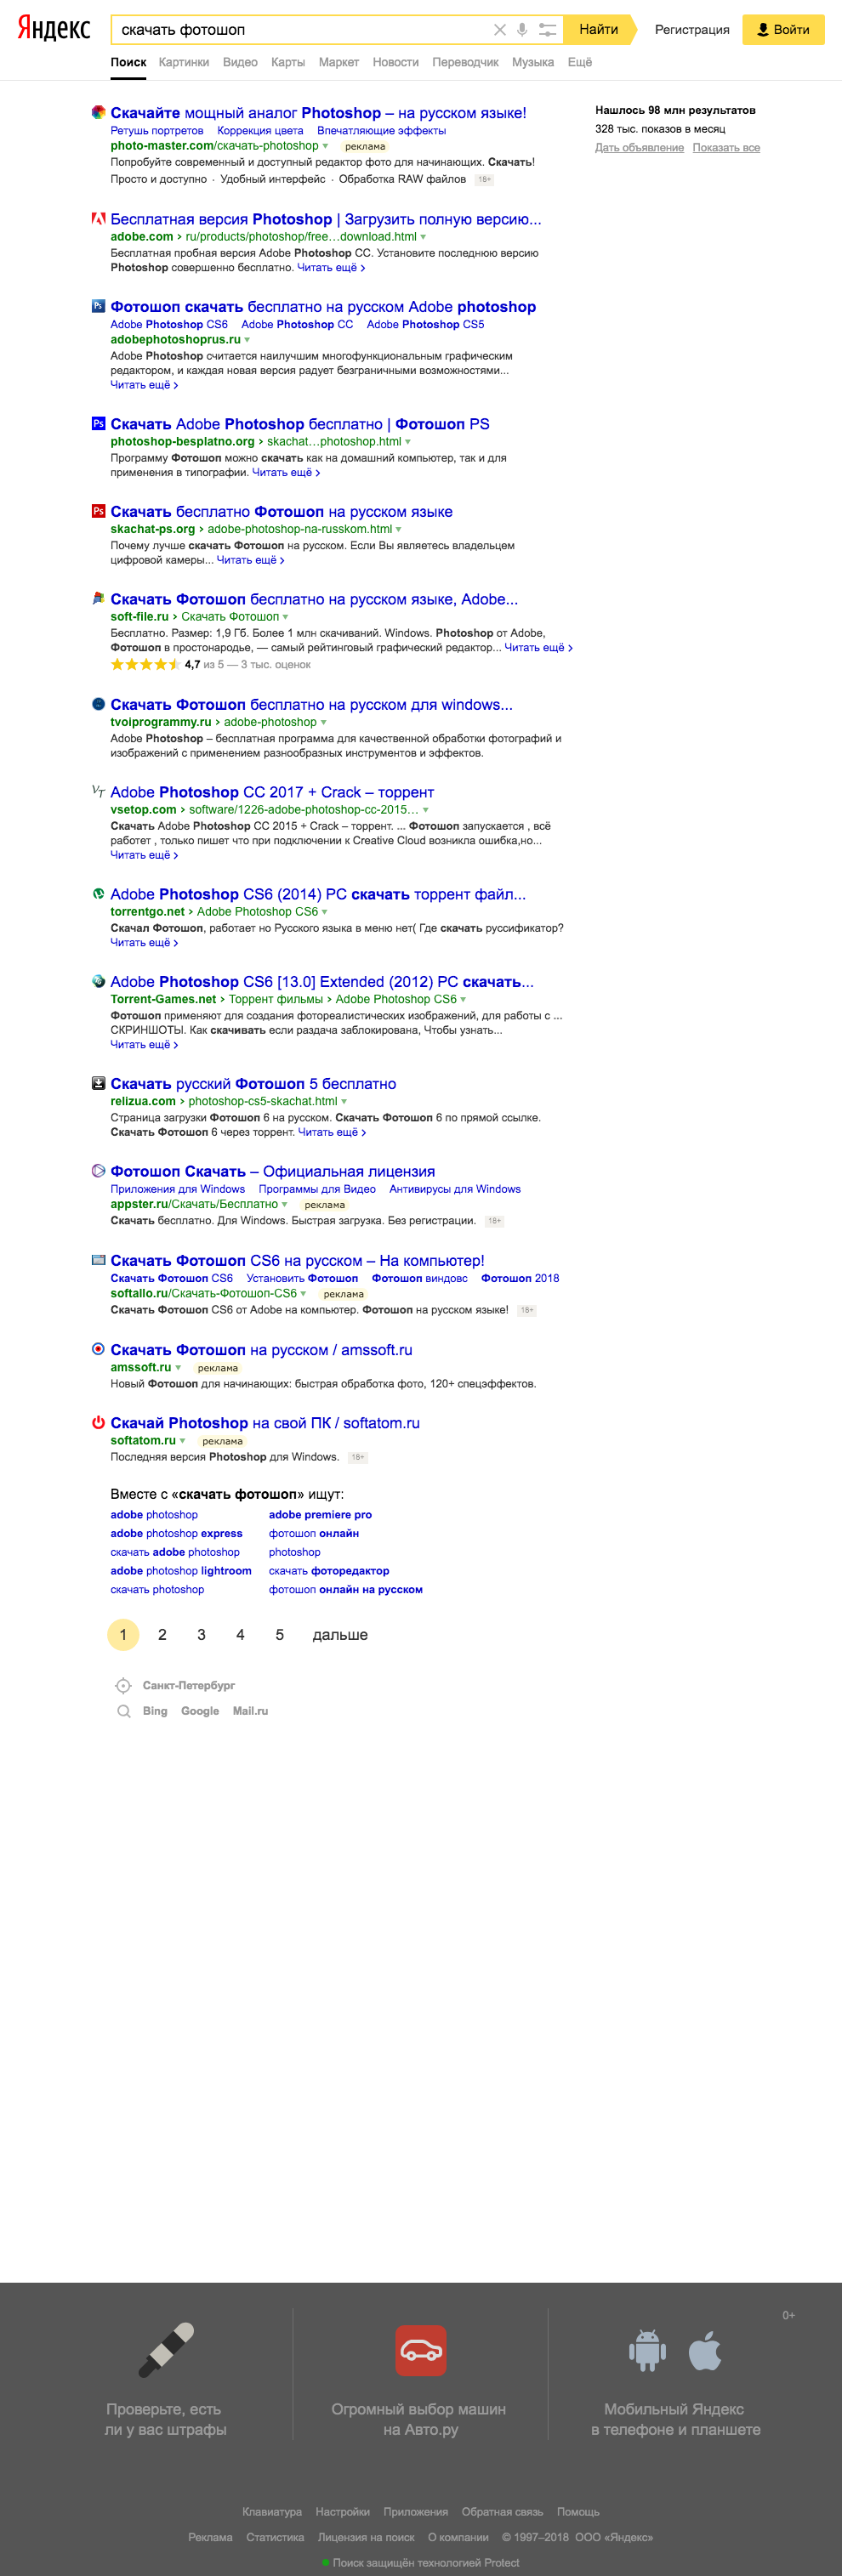 Яндекс
скачать фотошоп
Найти
Регистрация
Войти
Поиск Картинки Видео Карты Маркет Новости Переводчик Музыка Ещё
Скачайте мощный аналог Photoshop – на русском языке!
Ретушь портретов Коррекция цвета Впечатляющие эффекты
photo-master.com/скачать-photoshop реклама
Попробуйте современный и доступный редактор фото для начинающих. Скачать!
Просто и доступно · Удобный интерфейс · Обработка RAW файлов 18+
Нашлось 98 млн результатов
328 тыс. показов в месяц
Дать объявление Показать все
Бесплатная версия Photoshop | Загрузить полную версию...
adobe.com › ru/products/photoshop/free…download.html
Бесплатная пробная версия Adobe Photoshop CC. Установите последнюю версию
Photoshop совершенно бесплатно. Читать ещё ›
Фотошоп скачать бесплатно на русском Adobe photoshop
Adobe Photoshop CS6 Adobe Photoshop CC Adobe Photoshop CS5
adobephotoshoprus.ru
Adobe Photoshop считается наилучшим многофункциональным графическим
редактором, и каждая новая версия радует безграничными возможностями...
Читать ещё ›
Скачать Adobe Photoshop бесплатно | Фотошоп PS
photoshop-besplatno.org › skachat…photoshop.html
Программу Фотошоп можно скачать как на домашний компьютер, так и для
применения в типографии. Читать ещё ›
Скачать бесплатно Фотошоп на русском языке
skachat-ps.org › adobe-photoshop-na-russkom.html
Почему лучше скачать Фотошоп на русском. Если Вы являетесь владельцем
цифровой камеры... Читать ещё ›
Скачать Фотошоп бесплатно на русском языке, Adobe...
soft-file.ru › Скачать Фотошоп
Бесплатно. Размер: 1,9 Гб. Более 1 млн скачиваний. Windows. Photoshop от Adobe,
Фотошоп в простонародье, — самый рейтинговый графический редактор... Читать ещё ›
4,7 из 5 — 3 тыс. оценок
Скачать Фотошоп бесплатно на русском для windows...
tvoiprogrammy.ru › adobe-photoshop
Adobe Photoshop – бесплатная программа для качественной обработки фотографий и
изображений с применением разнообразных инструментов и эффектов.
Adobe Photoshop CC 2017 + Crack – торрент
vsetop.com › software/1226-adobe-photoshop-cc-2015…
Скачать Adobe Photoshop CC 2015 + Crack – торрент. ... Фотошоп запускается , всё
работет , только пишет что при подключении к Creative Cloud возникла ошибка,но...
Читать ещё ›
Adobe Photoshop CS6 (2014) PC скачать торрент файл...
torrentgo.net › Adobe Photoshop CS6
Скачал Фотошоп, работает но Русского языка в меню нет( Где скачать руссификатор?
Читать ещё ›
Adobe Photoshop CS6 [13.0] Extended (2012) PC скачать...
Torrent-Games.net › Торрент фильмы › Adobe Photoshop CS6
Фотошоп применяют для создания фотореалистических изображений, для работы с ...
СКРИНШОТЫ. Как скачивать если раздача заблокирована, Чтобы узнать...
Читать ещё ›
Скачать русский Фотошоп 5 бесплатно
relizua.com › photoshop-cs5-skachat.html
Страница загрузки Фотошоп 6 на русском. Скачать Фотошоп 6 по прямой ссылке.
Скачать Фотошоп 6 через торрент. Читать ещё ›
Фотошоп Скачать – Официальная лицензия
Приложения для Windows Программы для Видео Антивирусы для Windows
appster.ru/Скачать/Бесплатно реклама
Скачать бесплатно. Для Windows. Быстрая загрузка. Без регистрации. 18+
Скачать Фотошоп CS6 на русском – На компьютер!
Скачать Фотошоп CS6 Установить Фотошоп Фотошоп виндовс Фотошоп 2018
softallo.ru/Скачать-Фотошоп-CS6 реклама
Скачать Фотошоп CS6 от Adobe на компьютер. Фотошоп на русском языке! 18+
Скачать Фотошоп на русском / amssoft.ru
amssoft.ru реклама
Новый Фотошоп для начинающих: быстрая обработка фото, 120+ спецэффектов.
Скачай Photoshop на свой ПК / softatom.ru
softatom.ru реклама
Последняя версия Photoshop для Windows. 18+
Вместе с «скачать фотошоп» ищут:
adobe photoshop adobe premiere pro
adobe photoshop express фотошоп онлайн
скачать adobe photoshop photoshop
adobe photoshop lightroom скачать фоторедактор
скачать photoshop фотошоп онлайн на русском
1 2 3 4 5 дальше
Санкт-Петербург
Bing Google Mail.ru
0+
Проверьте, есть
ли у вас штрафы
Огромный выбор машин
на Авто.ру
Мобильный Яндекс
в телефоне и планшете
Клавиатура Настройки Приложения Обратная связь Помощь
Реклама Статистика Лицензия на поиск О компании © 1997–2018 ООО «Яндекс»
Поиск защищён технологией Protect